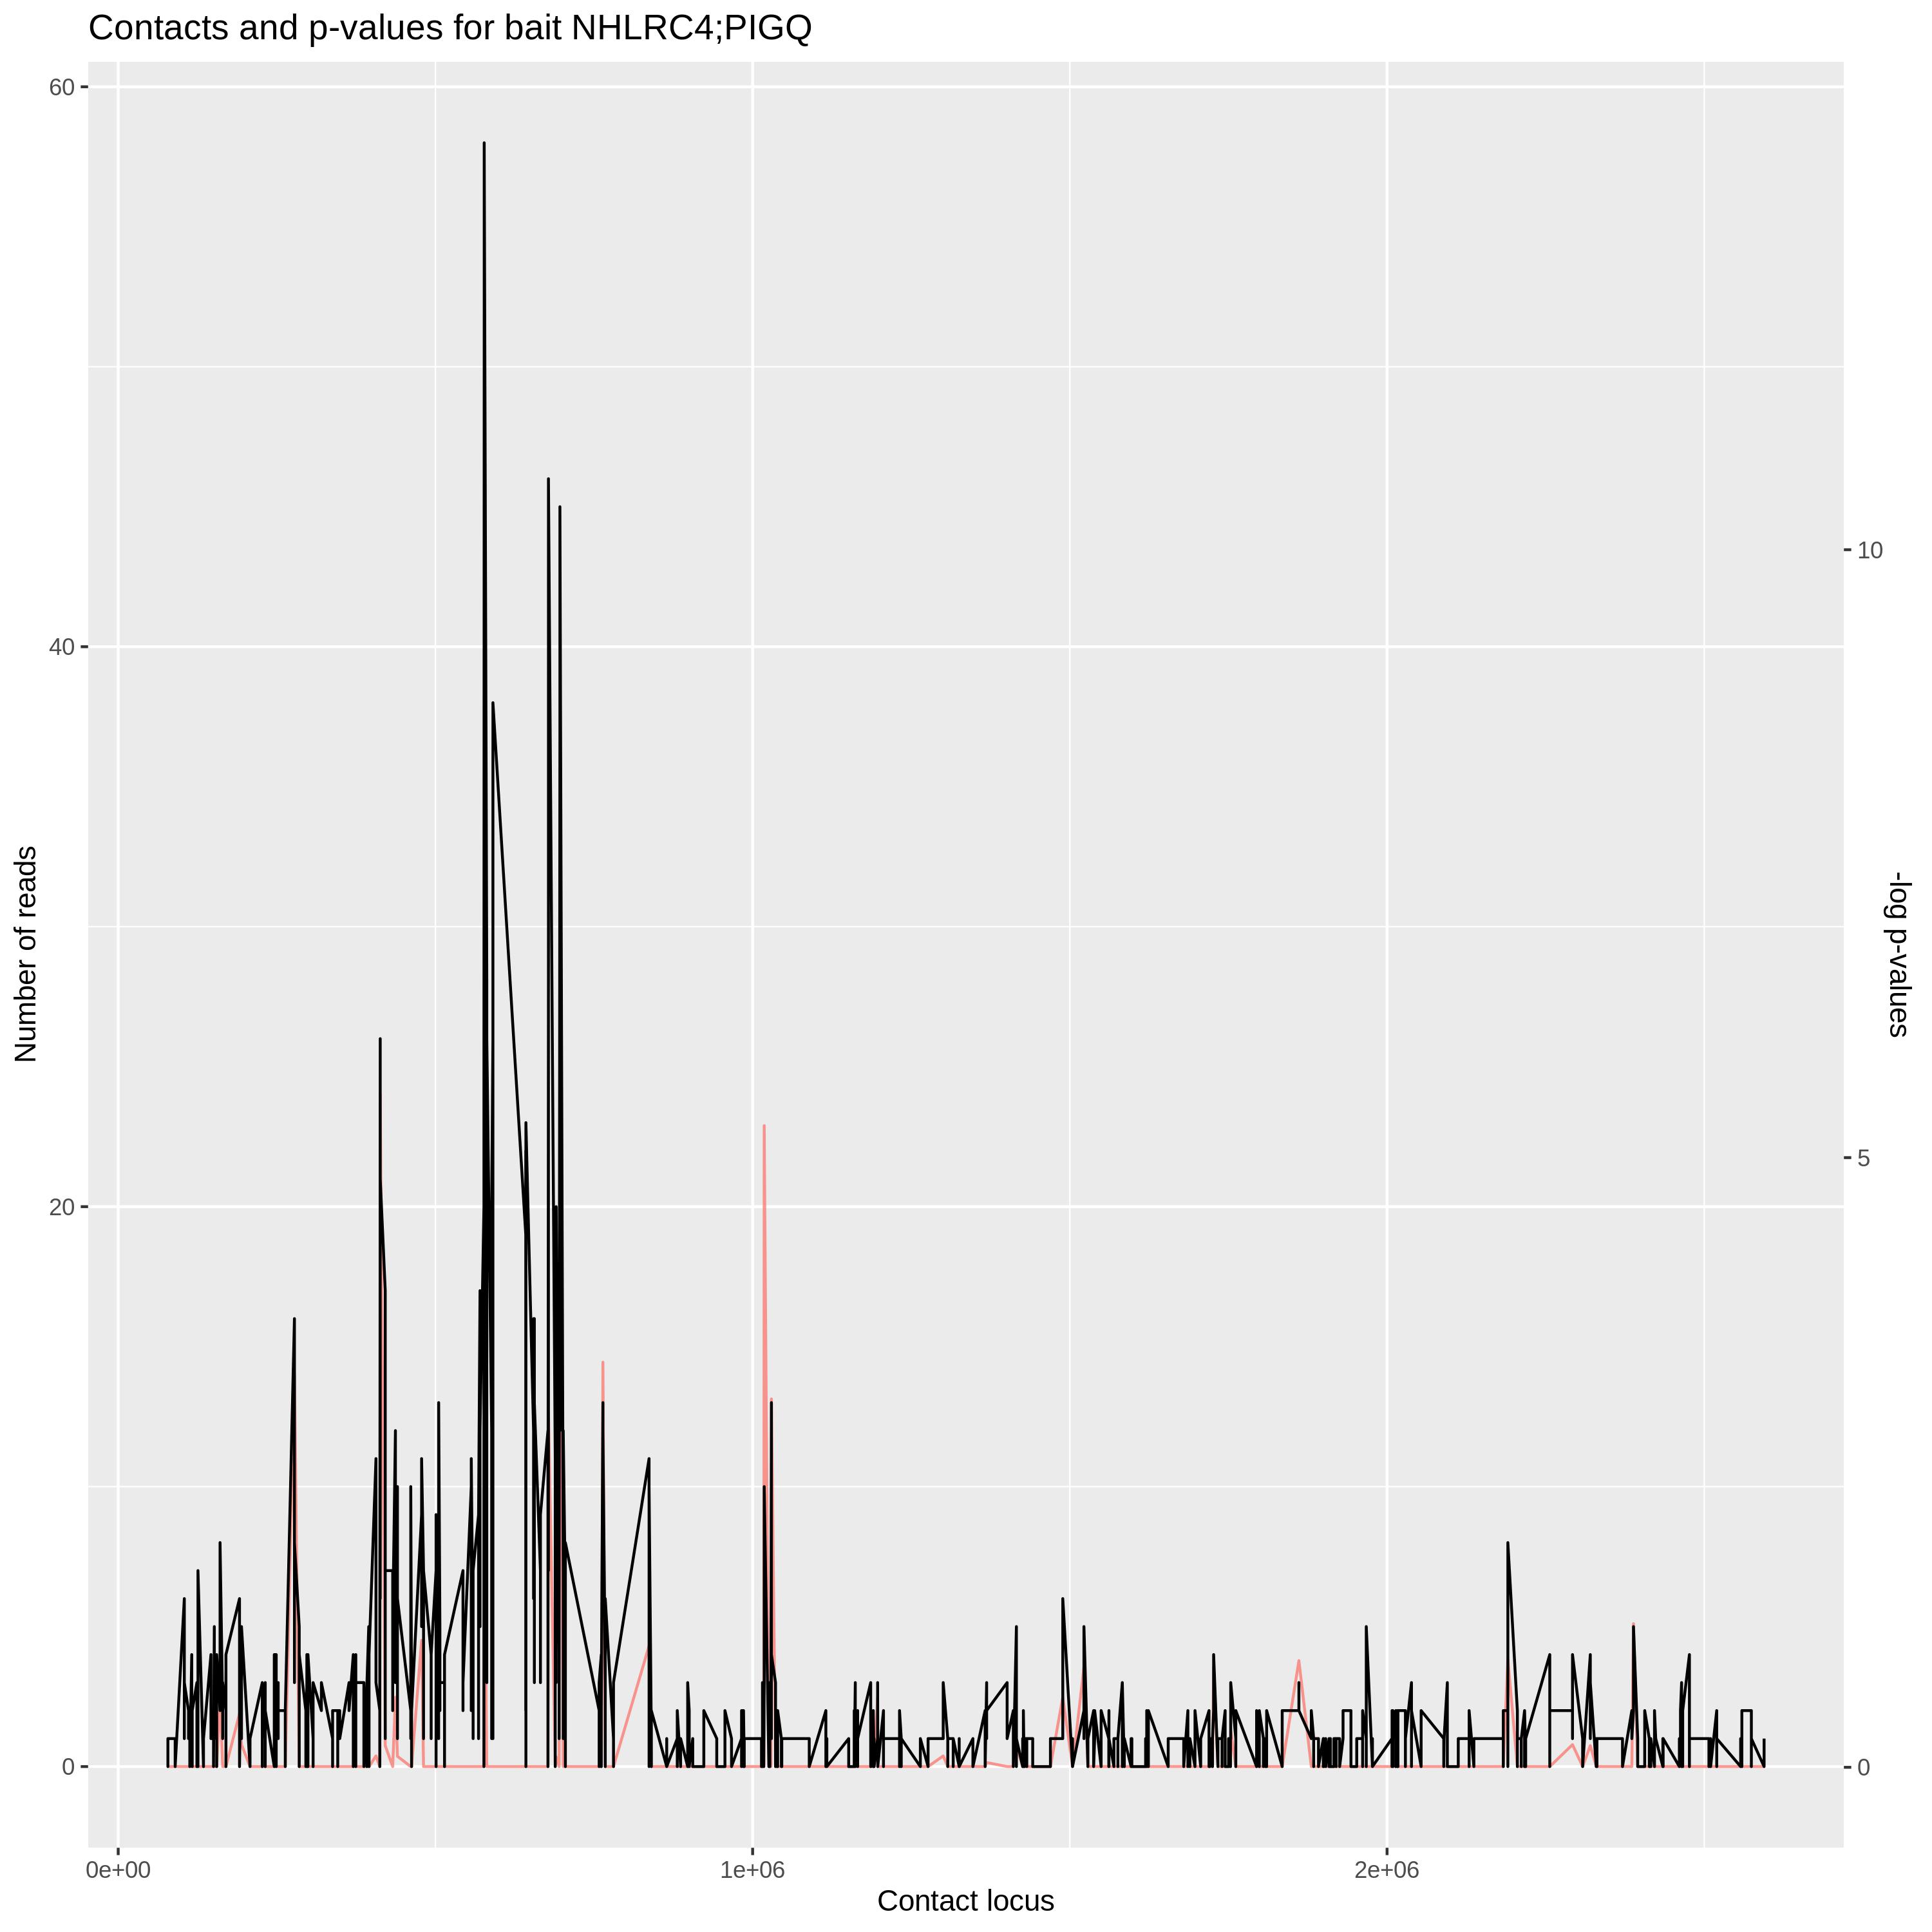 Contacts and p-values for bait NHLRC4;PIGQ
60
40
20
0
Number of reads
10
5
0
-log p-values
0e+00
1e+06
2e+06
Contact locus